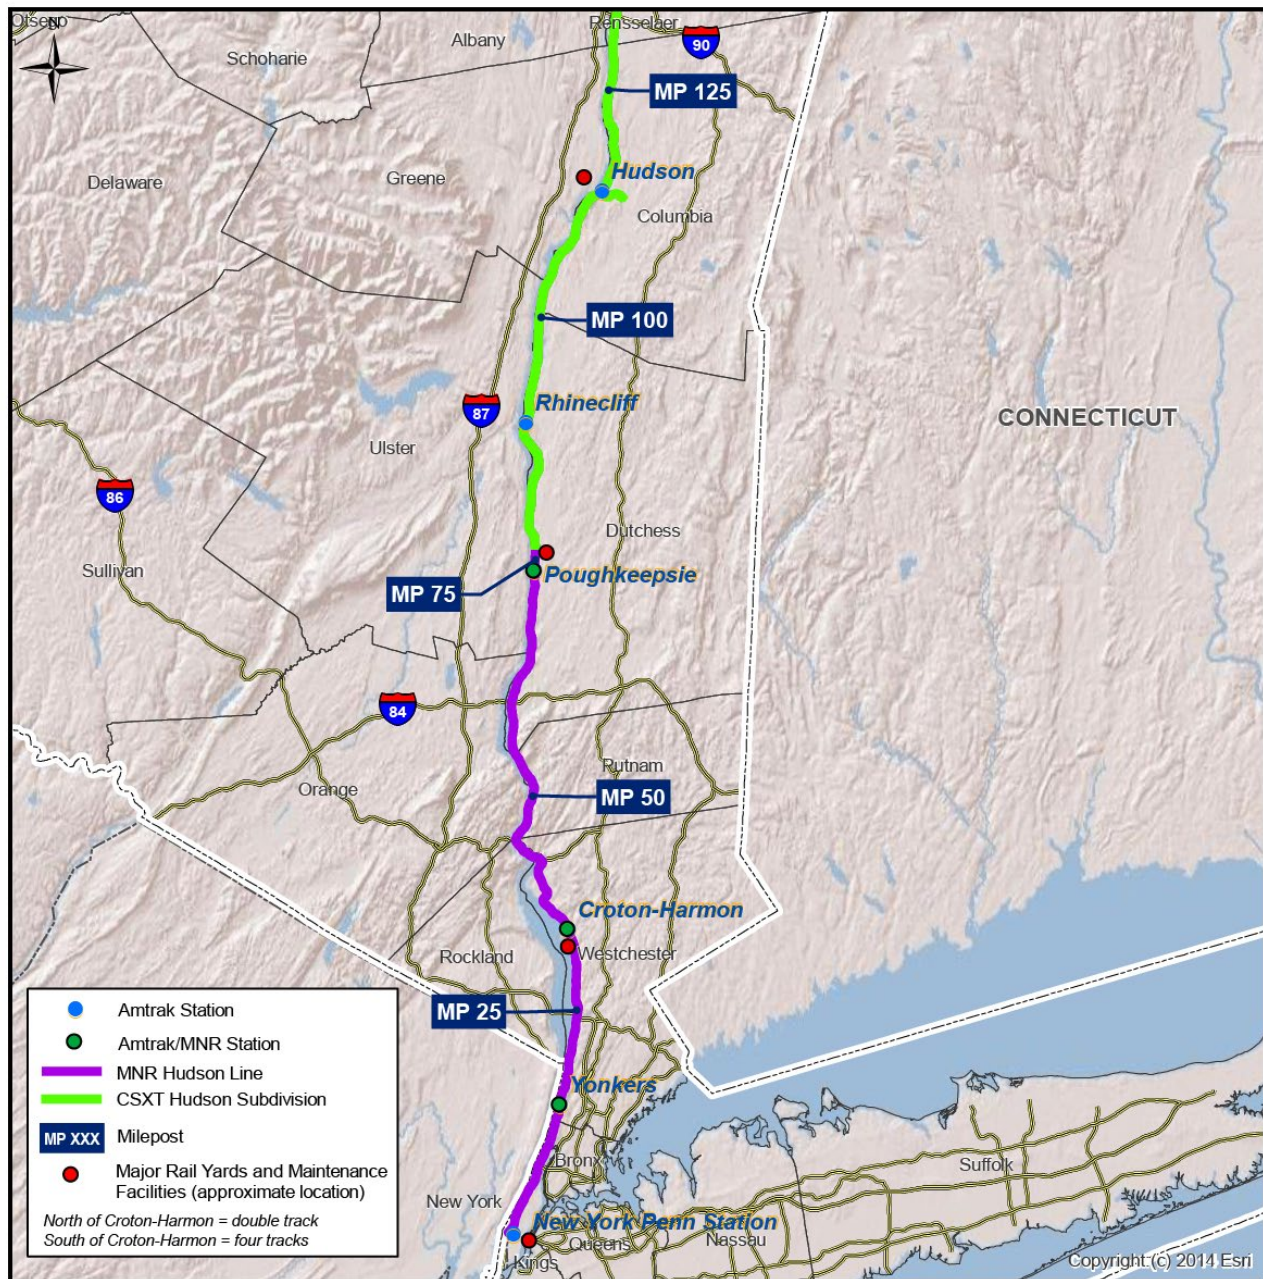 Otsego
N
Rensselaer
Albany
90
Schoharie
MP 125
Hudson
Delaware
Greene
Columbia
MP 100
Rhinecliff
87
CONNECTICUT
Ulster
86
Dutchess
Sullivan
Poughkeepsie
MP 75
84
Putnam
Orange
MP 50
Croton-Harmon
Rockland
Westchester
MP 25
Yonkers
Bronx
Suffolk
New York
New York Penn Station
Queens
Nassau
Kings
Amtrak Station
Amtrak/MNR Station
MNR Hudson Line
CSXT Hudson Subdivision
MP XXX Milepost
Major Rail Yards and Maintenance
Facilities (approximate location)
North of Croton-Harmon = double track
South of Croton-Harmon = four tracks
Copyright:(c) 2014 Esri